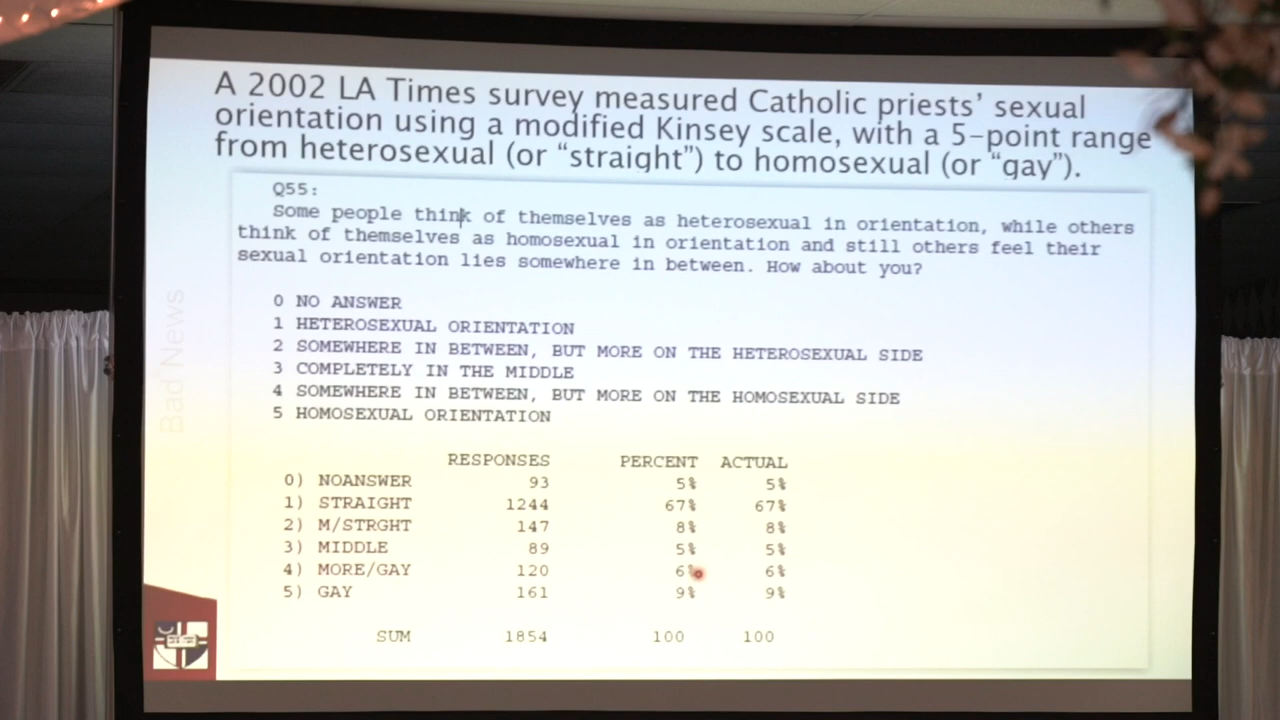 A 2002 LA Times survey measured Catholic priests' sexual
orientation using a modified Kinsey scale, with a 5-point range
from heterosexual (or "straight") to homosexual (or "gay").
Q55:
Some people think of themselves as heterosexual in orientation, while others
think of themselves as homosexual in orientation and still others feel their
sexual orientation lies somewhere in between. How about you?
0 NO ANSWER
1 HETEROSEXUAL ORIENTATION
2 SOMEWHERE IN BETWEEN, BUT MORE ON THE HETEROSEXUAL SIDE
3 COMPLETELY IN THE MIDDLE
4 SOMEWHERE IN BETWEEN, BUT MORE ON THE HOMOSEXUAL SIDE
5 HOMOSEXUAL ORIENTATION
RESPONSES PERCENT ACTUAL
0) NOANSWER 93 5% 5%
1) STRAIGHT 1244 67% 67%
2) M/STRGHT 147 8% 8%
3) MIDDLE 89 5% 5%
4) MORE/GAY 120 6% 6%
5) GAY 161 9% 9%
SUM 1854 100 100
Bad News